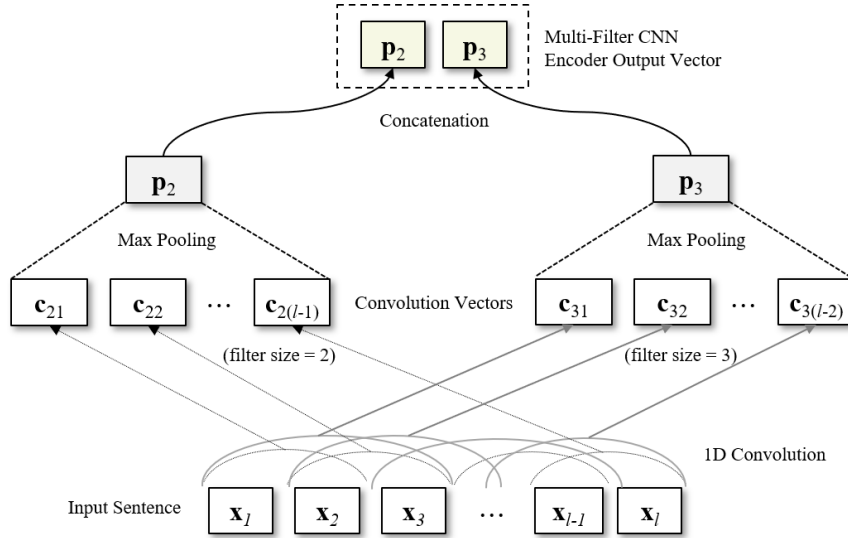 p2 p3 Multi-Filter CNN
Encoder Output Vector
Concatenation
p2 p3
Max Pooling Max Pooling
c21 c22 ... c2(l-1) Convolution Vectors c31 c32 ... c3(l-2)
(filter size = 2) (filter size = 3)
1D Convolution
Input Sentence x1 x2 x3 ... xl-1 xl